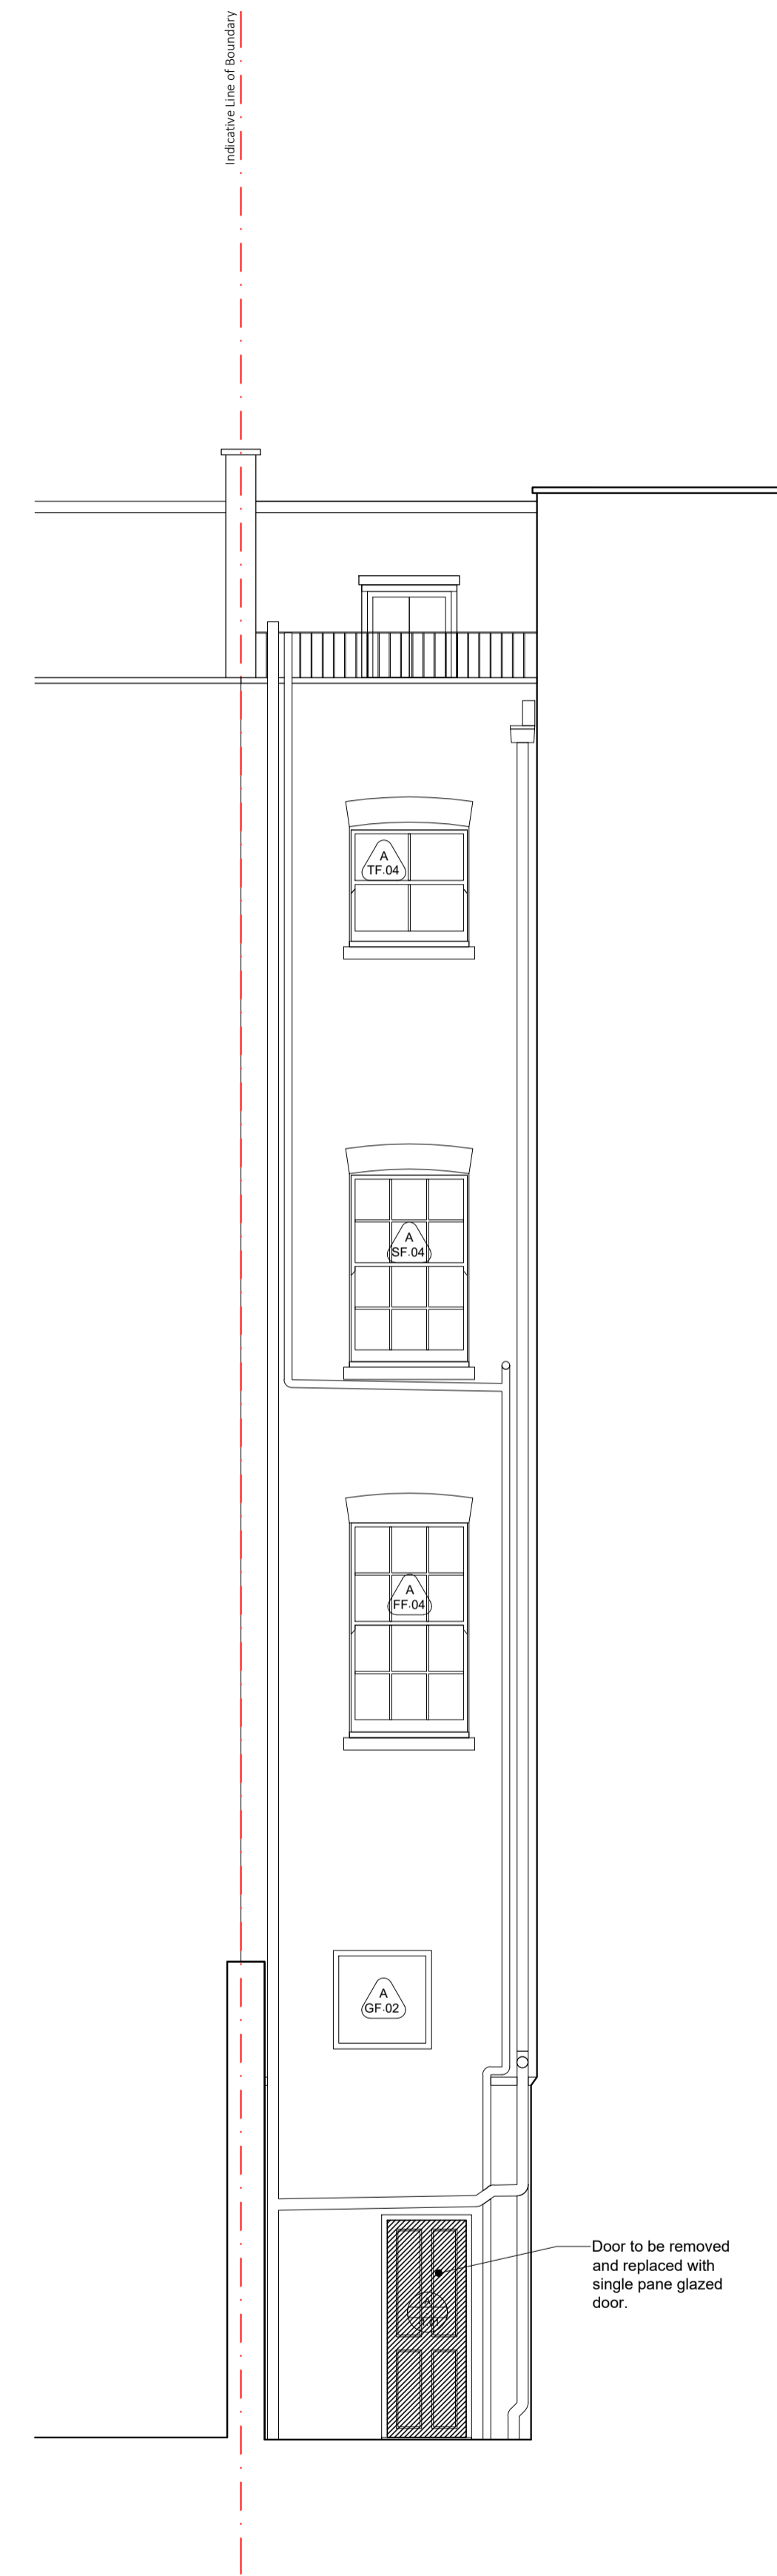 Indicative Line of Boundary
A
TF.04
A
SF.04
A
FF.04
A
GF.02
Door to be removed
and replaced with
single pane glazed
door.